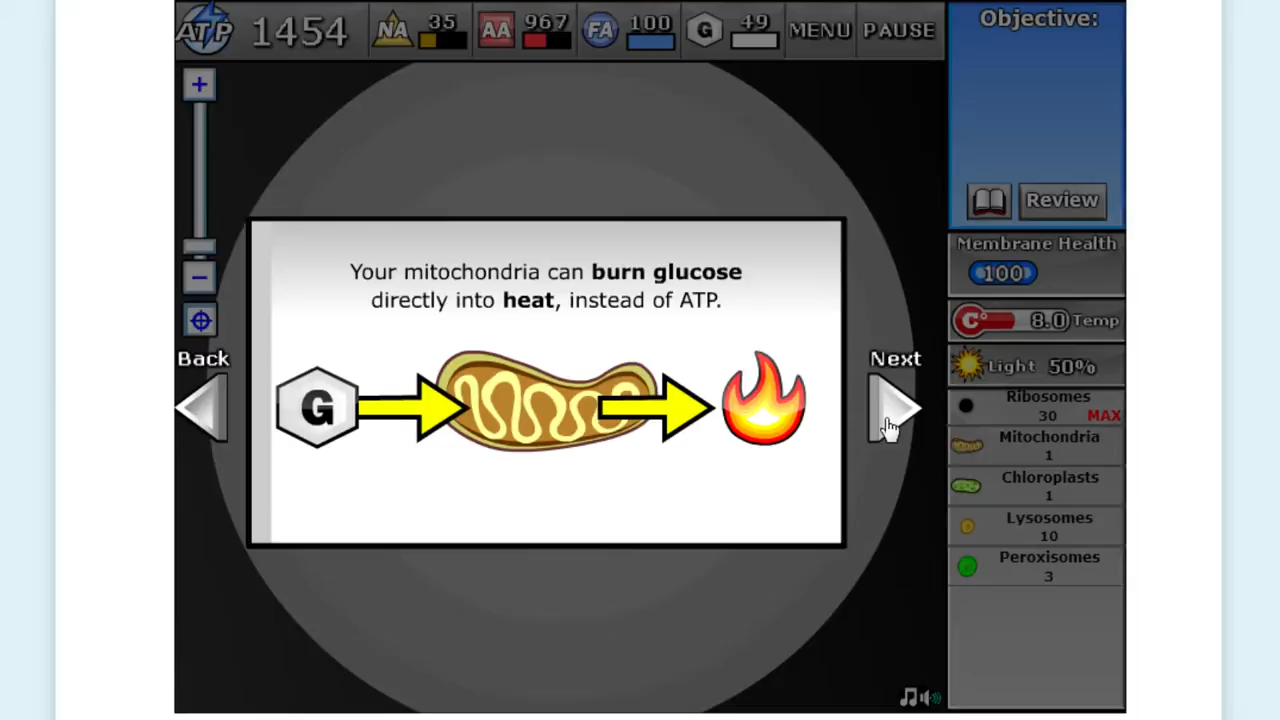 ATP 1454 NA 35 AA 967 FA 100 G 49 MENU PAUSE
Objective:
Review
Membrane Health
100
C° 8.0 Temp
Light 50%
Ribosomes
30 MAX
Mitochondria
1
Chloroplasts
1
Lysosomes
10
Peroxisomes
3
+
−
Back
Next
Your mitochondria can burn glucose
directly into heat, instead of ATP.
G